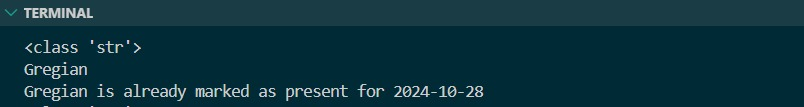 TERMINAL
<class 'str'>
Gregian
Gregian is already marked as present for 2024-10-28